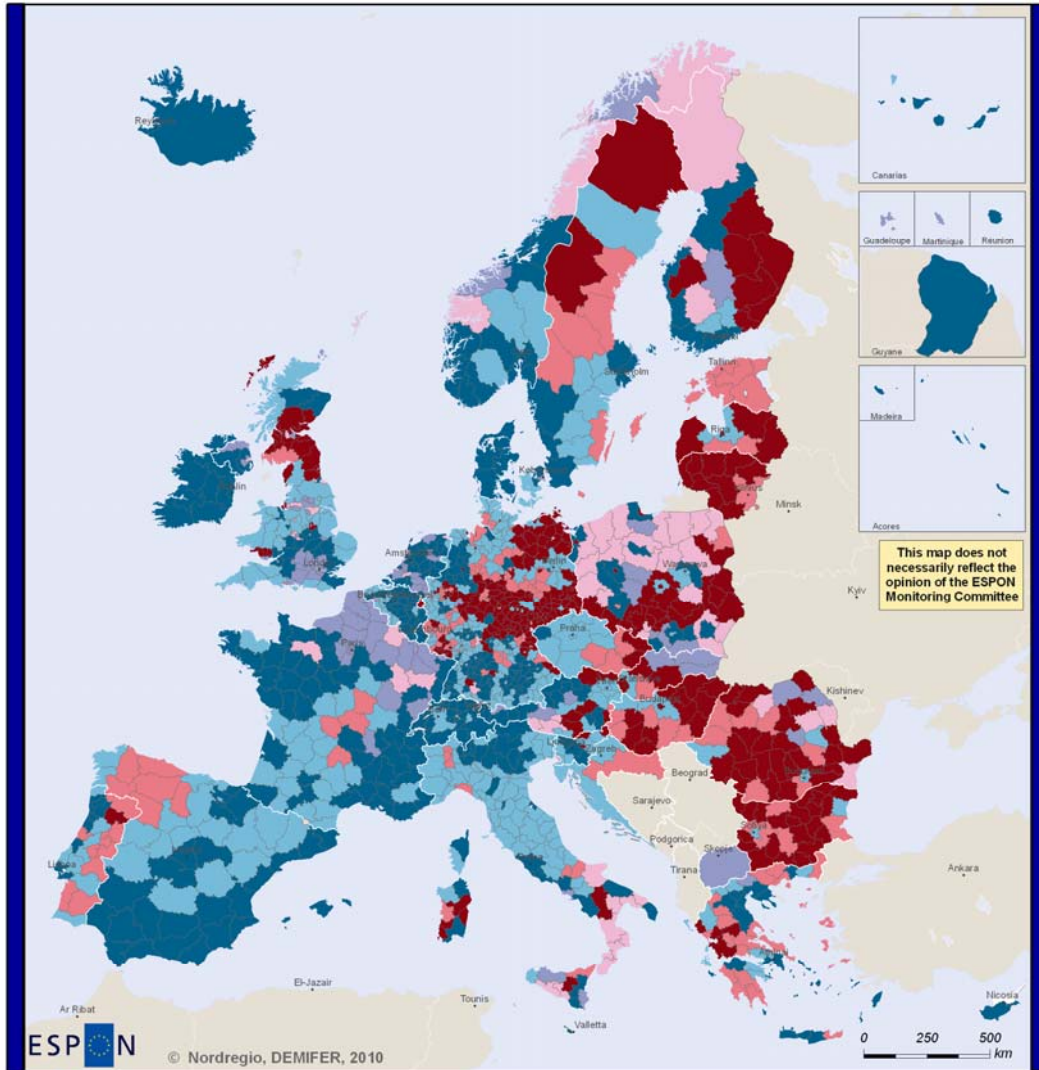 Reykjavik
Canarias
Guadeloupe
Martinique
Réunion
Guyane
Madeira
Acores
This map does not
necessarily reflect the
opinion of the ESPON
Monitoring Committee
Tallinn
Stockholm
Riga
Minsk
Dublin
London
Paris
Praha
Kyiv
Kishinev
Zagreb
Beograd
Sarajevo
Podgorica
Skopje
Tirana
Ankara
Lisboa
El-Jazair
Tounis
Ar Ribat
Valletta
Nicosia
ESPON
© Nordregio, DEMIFER, 2010
0 250 500
km